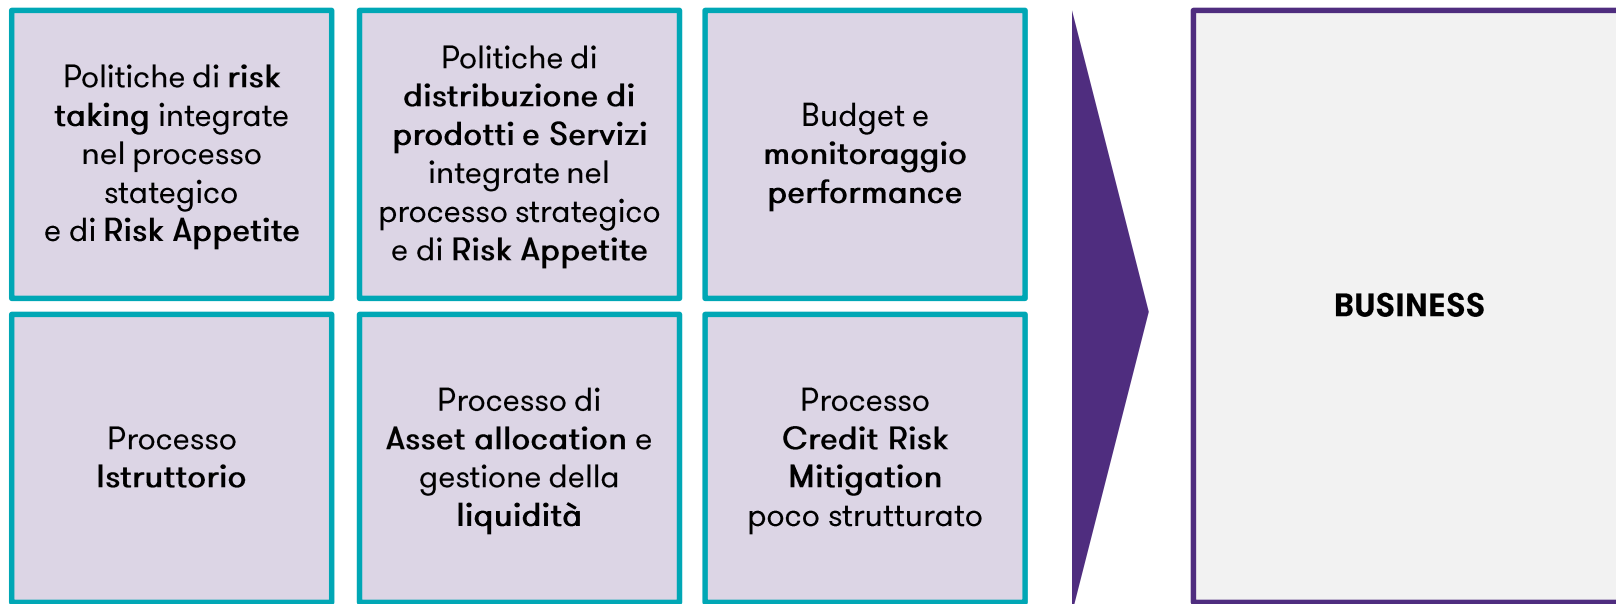 Politiche di risk
taking integrate
nel processo
stategico
e di Risk Appetite
Politiche di
distribuzione di
prodotti e Servizi
integrate nel
processo strategico
e di Risk Appetite
Budget e
monitoraggio
performance
BUSINESS
Processo
Istruttorio
Processo di
Asset allocation e
gestione della
liquidità
Processo
Credit Risk
Mitigation
poco strutturato